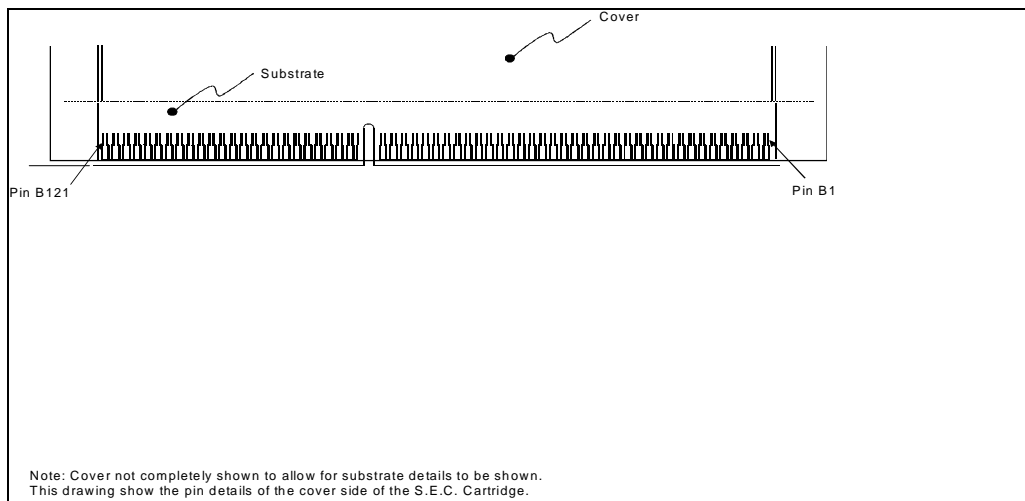 Cover
Substrate
Pin B121
Pin B1
Note: Cover not completely shown to allow for substrate details to be shown.
This drawing show the pin details of the cover side of the S.E.C. Cartridge.